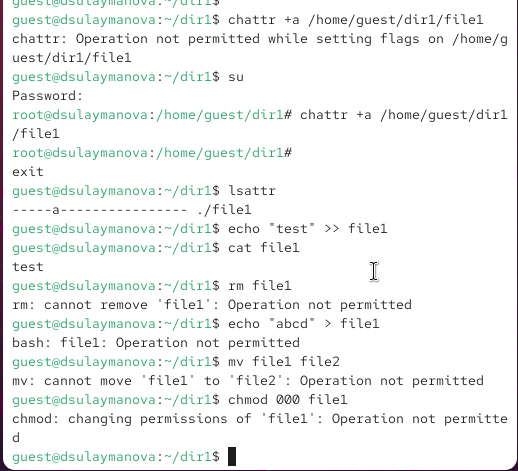 guest@dsulaymanova:~/dir1$
guest@dsulaymanova:~/dir1$ chattr +a /home/guest/dir1/file1
chattr: Operation not permitted while setting flags on /home/g
uest/dir1/file1
guest@dsulaymanova:~/dir1$ su
Password:
root@dsulaymanova:/home/guest/dir1# chattr +a /home/guest/dir1
/file1
root@dsulaymanova:/home/guest/dir1#
exit
guest@dsulaymanova:~/dir1$ lsattr
-----a---------------- ./file1
guest@dsulaymanova:~/dir1$ echo "test" >> file1
guest@dsulaymanova:~/dir1$ cat file1
test
guest@dsulaymanova:~/dir1$ rm file1
rm: cannot remove 'file1': Operation not permitted
guest@dsulaymanova:~/dir1$ echo "abcd" > file1
bash: file1: Operation not permitted
guest@dsulaymanova:~/dir1$ mv file1 file2
mv: cannot move 'file1' to 'file2': Operation not permitted
guest@dsulaymanova:~/dir1$ chmod 000 file1
chmod: changing permissions of 'file1': Operation not permitte
d
guest@dsulaymanova:~/dir1$